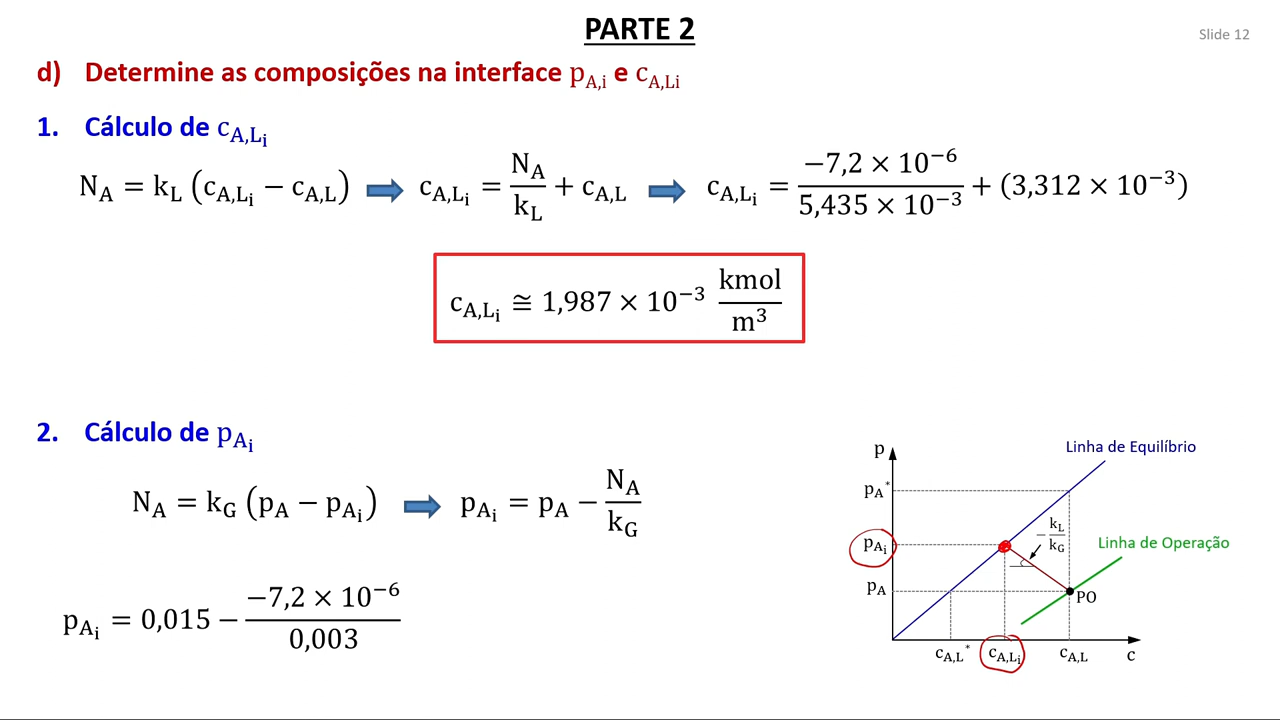 PARTE 2
Slide 12
d) Determine as composições na interface p_A,i e c_A,Li
1. Cálculo de c_A,Li
N_A = k_L (c_A,Li − c_A,L) ➡ c_A,Li = N_A/k_L + c_A,L ➡ c_A,Li = (−7,2 × 10⁻⁶)/(5,435 × 10⁻³) + (3,312 × 10⁻³)
c_A,Li ≅ 1,987 × 10⁻³ kmol/m³
2. Cálculo de p_Ai
N_A = k_G (p_A − p_Ai) ➡ p_Ai = p_A − N_A/k_G
p_Ai = 0,015 − (−7,2 × 10⁻⁶)/(0,003)
p
Linha de Equilíbrio
p_A*
p_Ai
− k_L/k_G
Linha de Operação
p_A
PO
c_A,L*
c_A,Li
c_A,L
c